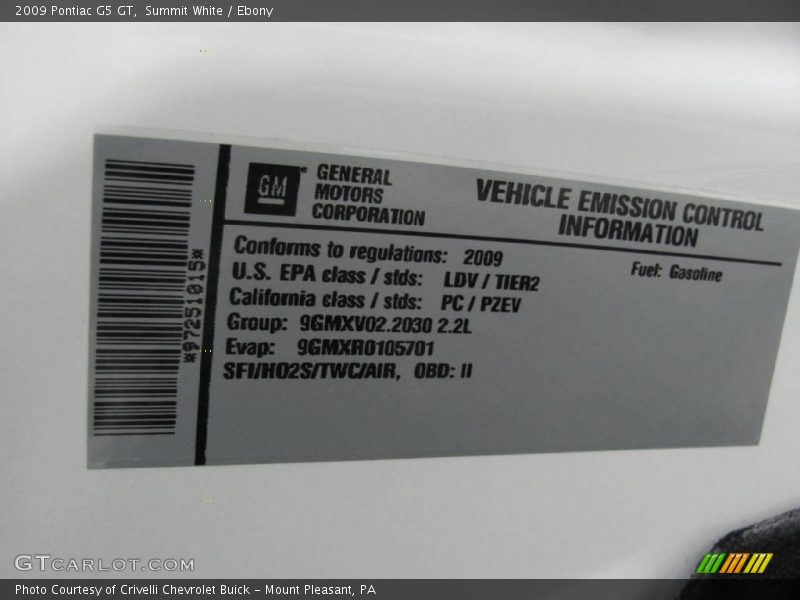 2009 Pontiac G5 GT, Summit White / Ebony
*97251015*
GM
GENERAL
MOTORS
CORPORATION
VEHICLE EMISSION CONTROL
INFORMATION
Conforms to regulations: 2009
Fuel: Gasoline
U.S. EPA class / stds: LDV / TIER2
California class / stds: PC / PZEV
Group: 9GMXV02.2030 2.2L
Evap: 9GMXR0105701
SFI/HO2S/TWC/AIR, OBD: II
GTCARLOT.COM
Photo Courtesy of Crivelli Chevrolet Buick - Mount Pleasant, PA